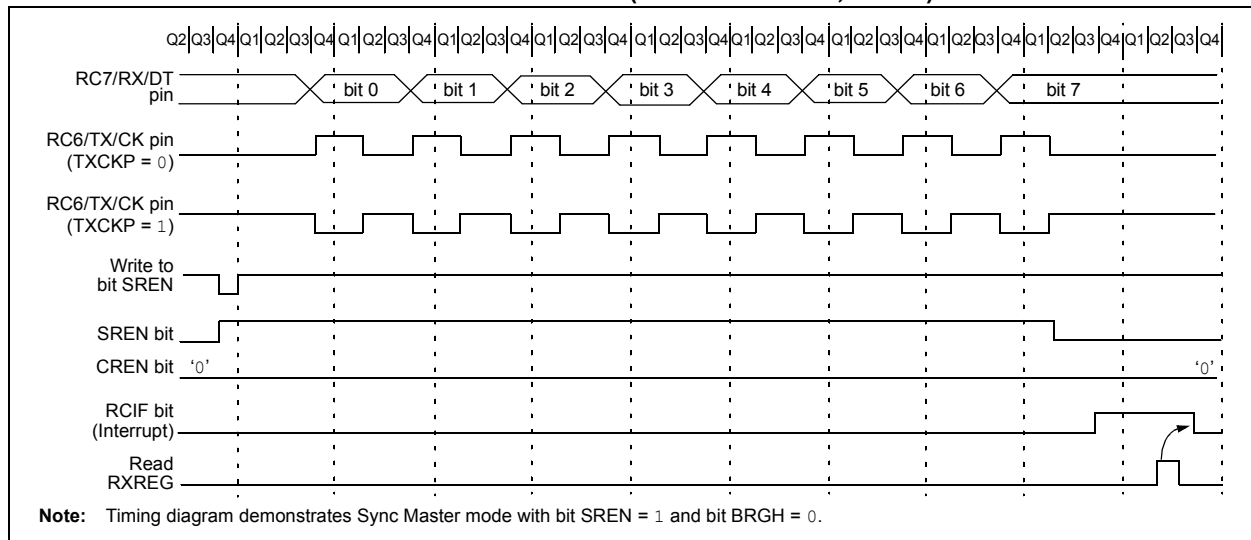 Q2 Q3 Q4 Q1 Q2 Q3 Q4 Q1 Q2 Q3 Q4 Q1 Q2 Q3 Q4 Q1 Q2 Q3 Q4 Q1 Q2 Q3 Q4 Q1 Q2 Q3 Q4 Q1 Q2 Q3 Q4 Q1 Q2 Q3 Q4 Q1 Q2 Q3 Q4 Q1 Q2 Q3 Q4
RC7/RX/DT
pin
bit 0 bit 1 bit 2 bit 3 bit 4 bit 5 bit 6 bit 7
RC6/TX/CK pin
(TXCKP = 0)
RC6/TX/CK pin
(TXCKP = 1)
Write to
bit SREN
SREN bit
CREN bit ‘0’ ‘0’
RCIF bit
(Interrupt)
Read
RXREG
Note: Timing diagram demonstrates Sync Master mode with bit SREN = 1 and bit BRGH = 0.